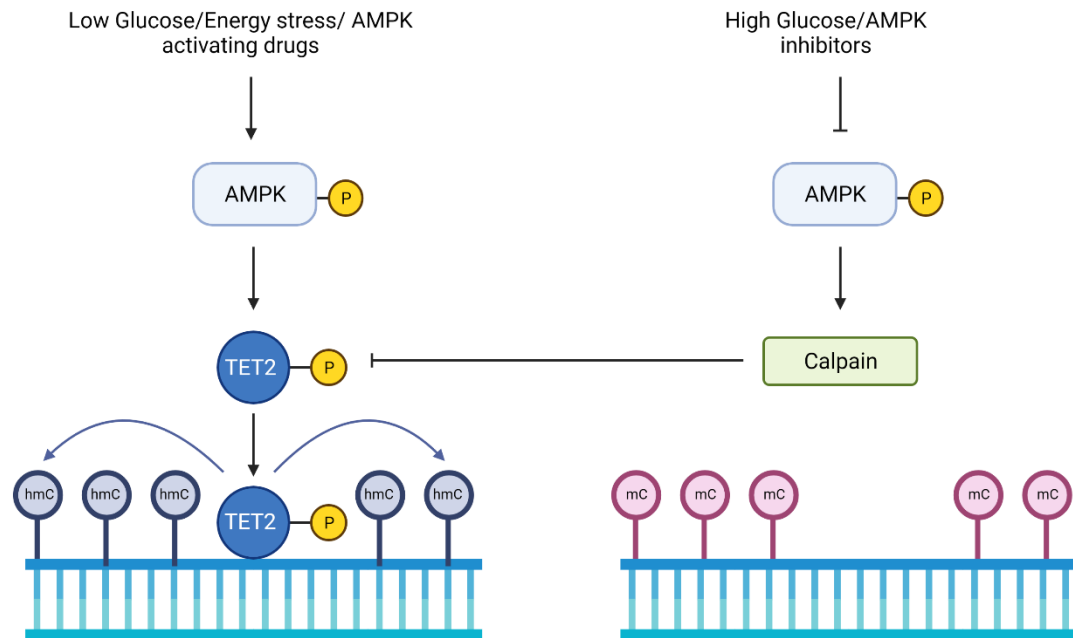 Low Glucose/Energy stress/ AMPK
activating drugs
High Glucose/AMPK
inhibitors
AMPK
P
AMPK
P
TET2
P
Calpain
hmC
hmC
hmC
TET2
P
hmC
hmC
mC
mC
mC
mC
mC